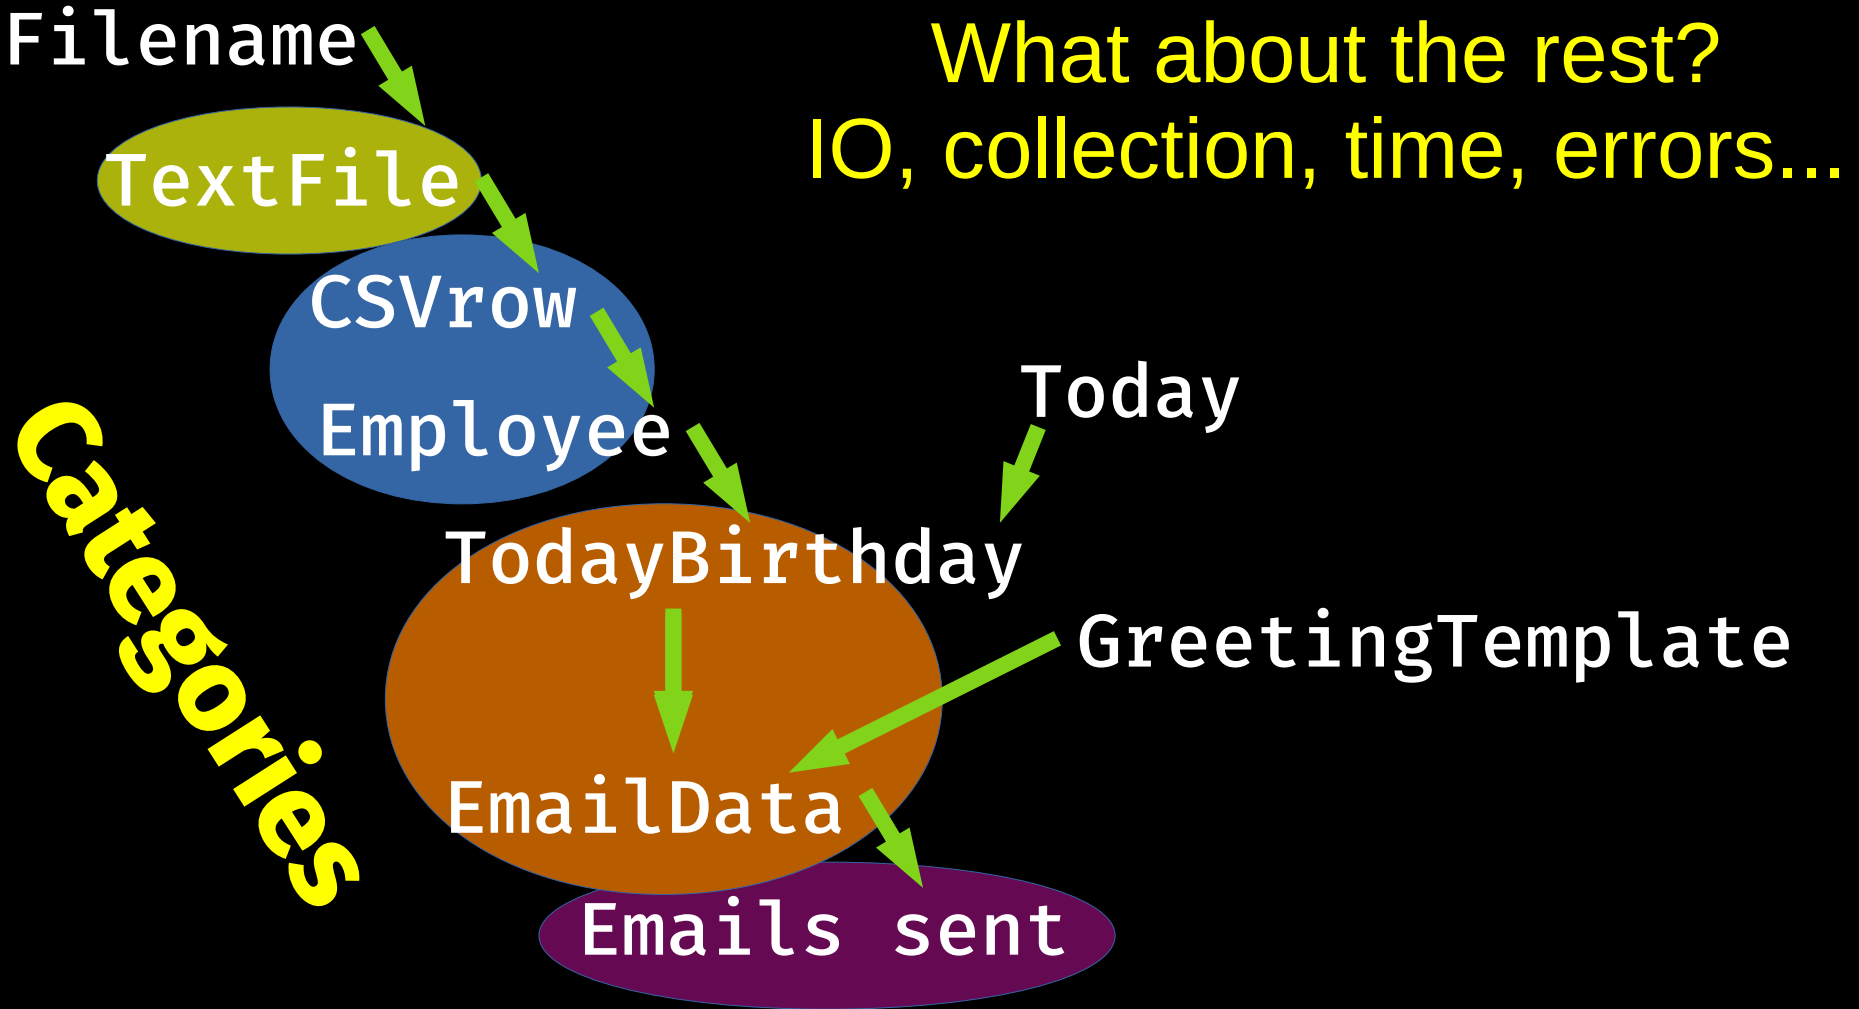 Filename
What about the rest?
IO, collection, time, errors...
TextFile
CSVrow
Today
Employee
Categories
TodayBirthday
GreetingTemplate
EmailData
Emails sent